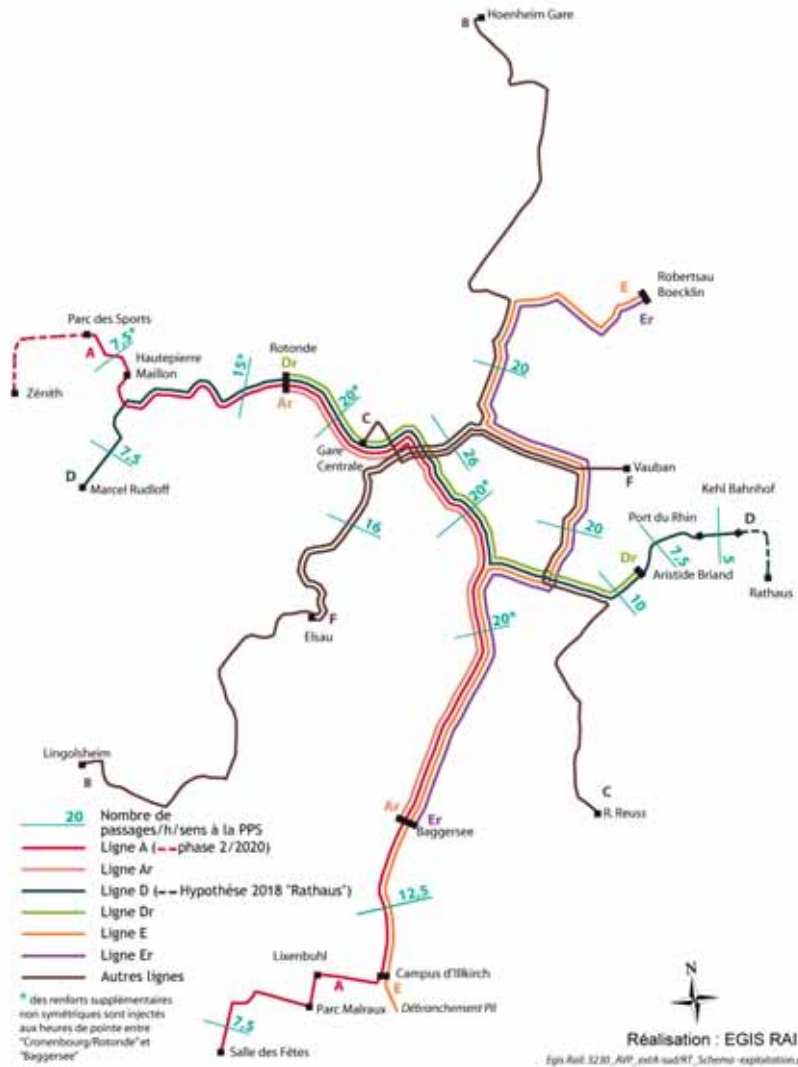 B
Hoenheim Gare
E
Robertsau
Boecklin
Er
Parc des Sports
A
7,5*
Hautepierre
Maillon
Zénith
Rotonde
Dr
Ar
15*
20*
20
D
7,5
Marcel Rudloff
C
Gare
Centrale
26
20*
Vauban
F
Kehl Bahnhof
Port du Rhin
D
20
7,5
5
Dr
Aristide Briand
Rathaus
10
16
F
Elsau
20*
Lingolsheim
B
C
R. Reuss
Ar
Er
Baggersee
12,5
Lixenbuhl
A
Campus d'Illkirch
E
Parc Malraux
Détranchement PII
7,5
Salle des Fêtes
20 Nombre de
passages/h/sens à la PPS
Ligne A (---phase 2/2020)
Ligne Ar
Ligne D (---Hypothèse 2018 "Rathaus")
Ligne Dr
Ligne E
Ligne Er
Autres lignes
* des renforts supplémentaires
non symétriques sont injectés
aux heures de pointe entre
"Cronenbourg/Rotonde" et
"Baggersee"
N
Réalisation : EGIS RAI